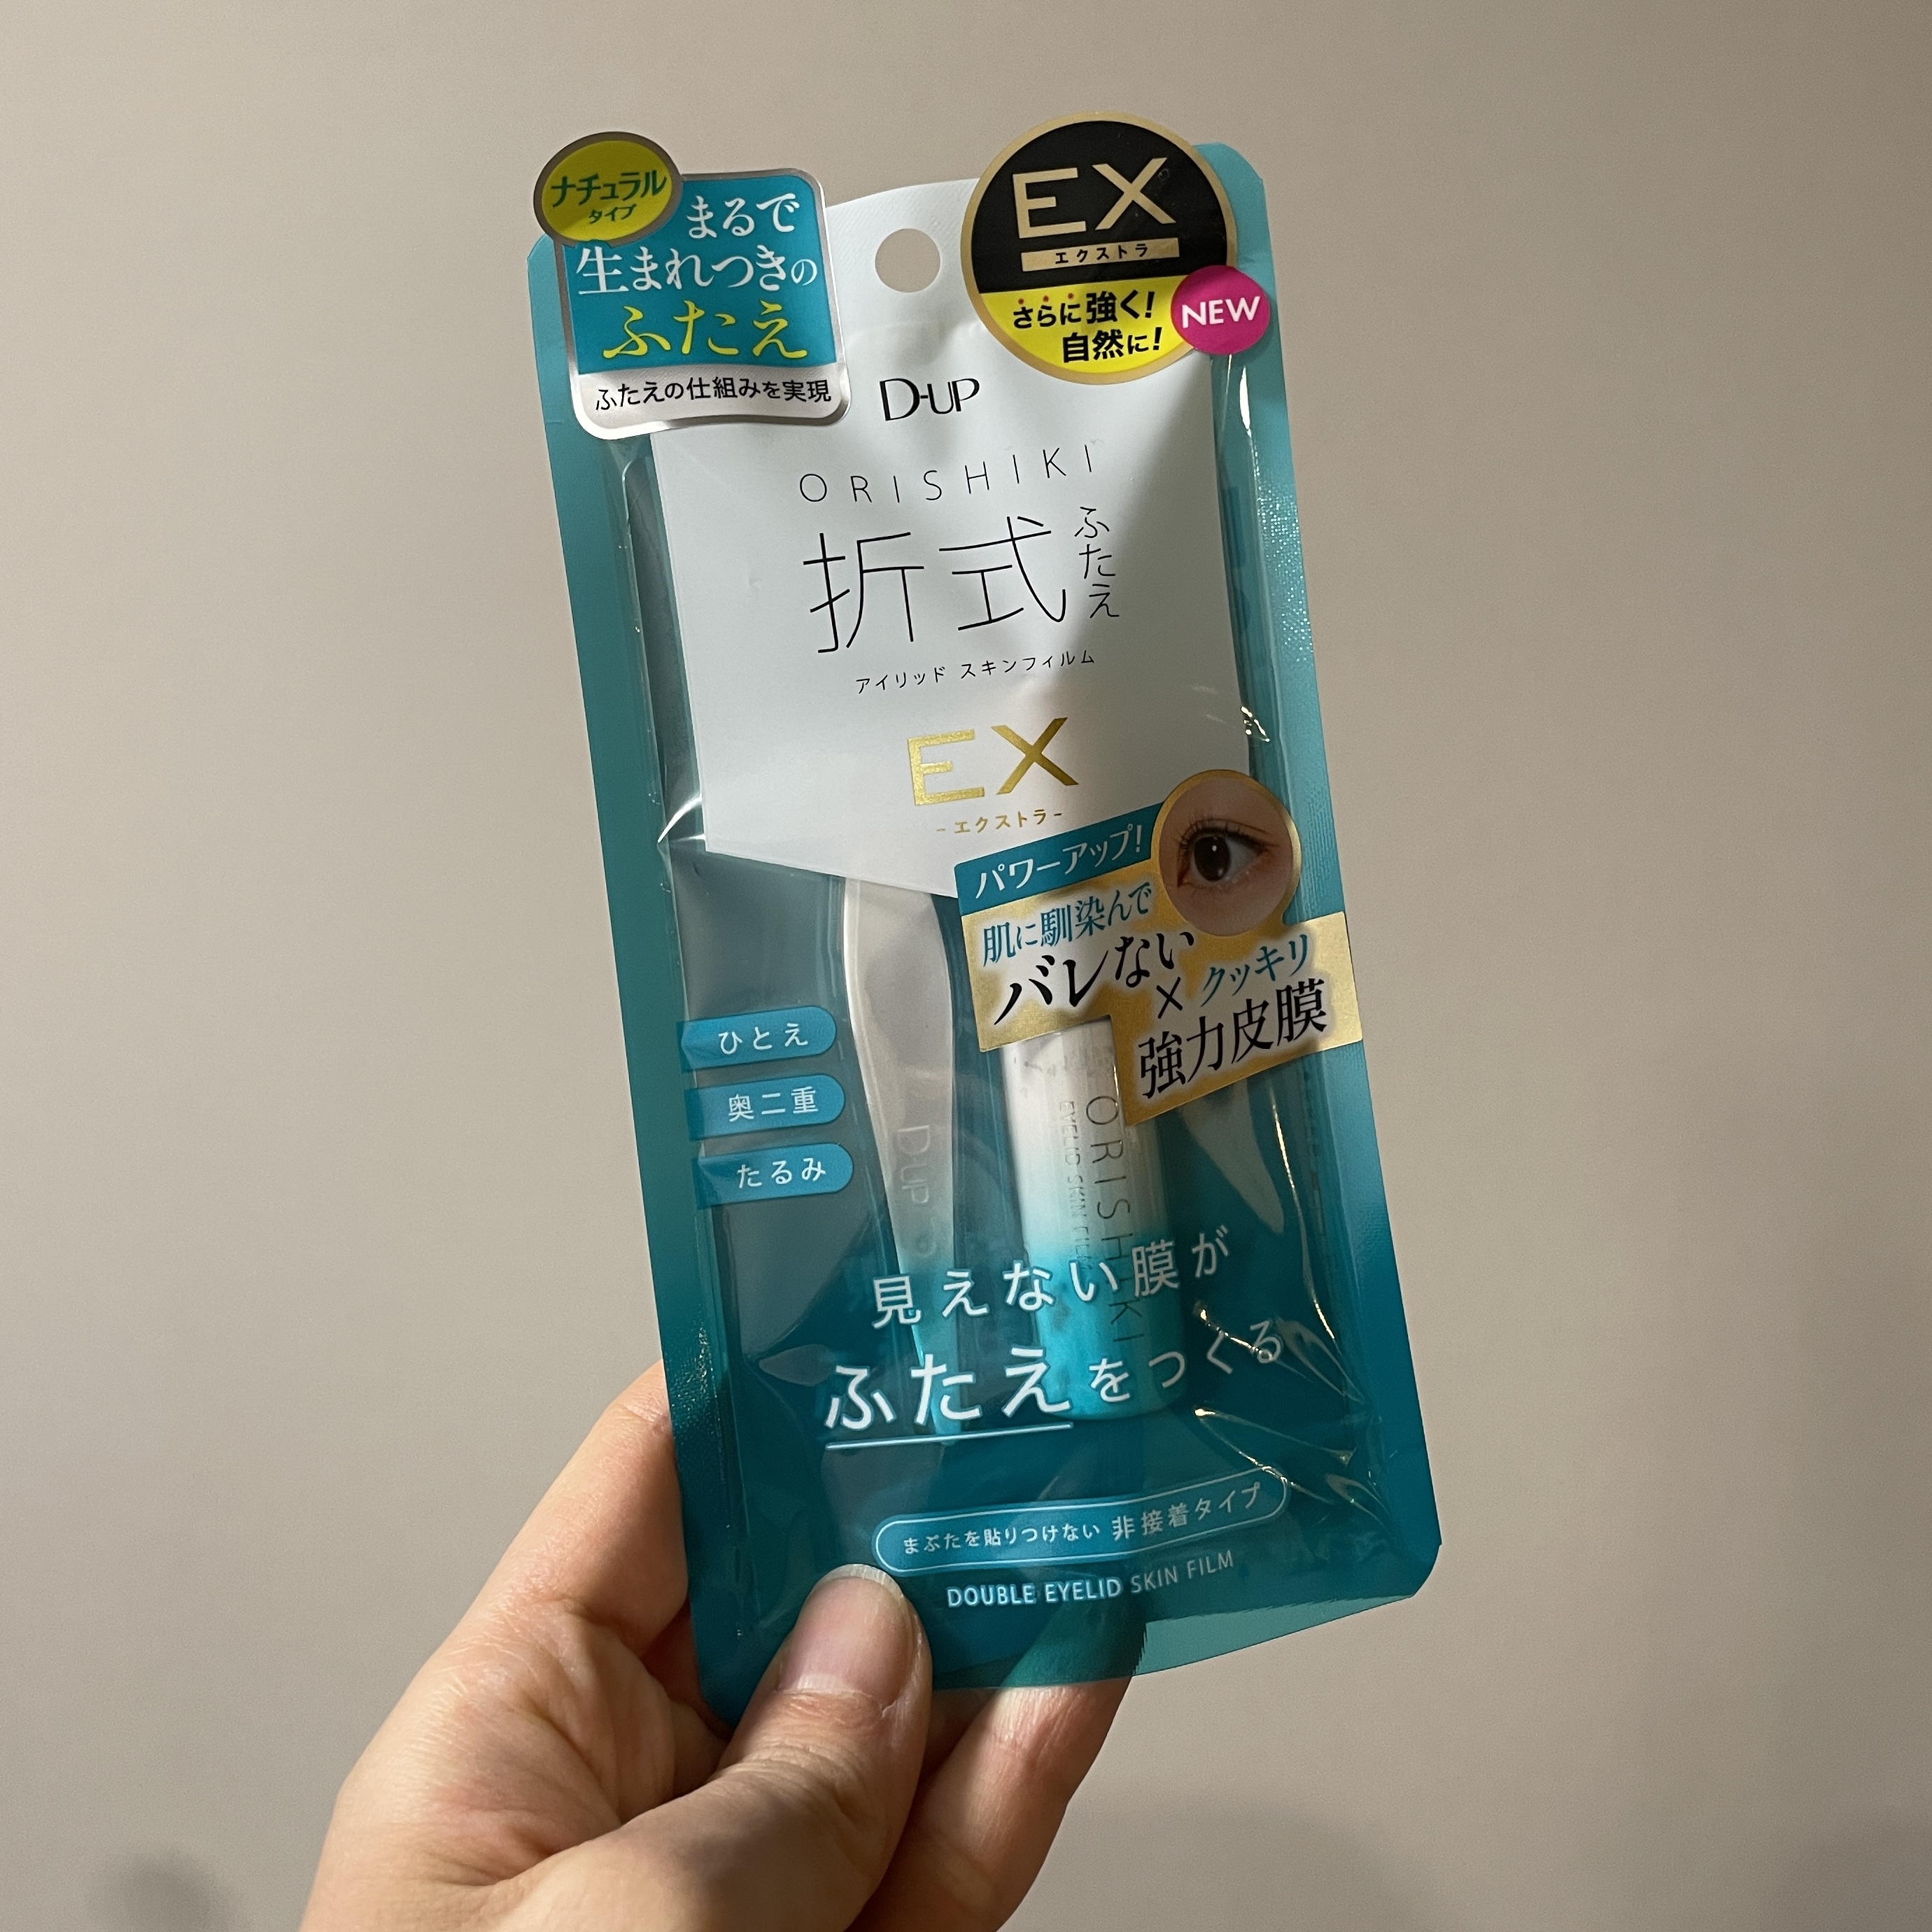 ナチュラル
タイプ
まるで
生まれつきの
ふたえ
ふたえの仕組みを実現
EX
エクストラ
さらに強く!
自然に!
NEW
D-UP
ORISHIKI
折式
ふたえ
アイリッド スキンフィルム
EX
-エクストラ-
パワーアップ!
肌に馴染んで
バレない
×
クッキリ
強力皮膜
ひとえ
奥二重
たるみ
D-UP
ORISHIKI
EYELID SKIN FILM
見えない膜が
ふたえをつくる
まぶたを貼りつけない 非接着タイプ
DOUBLE EYELID SKIN FILM